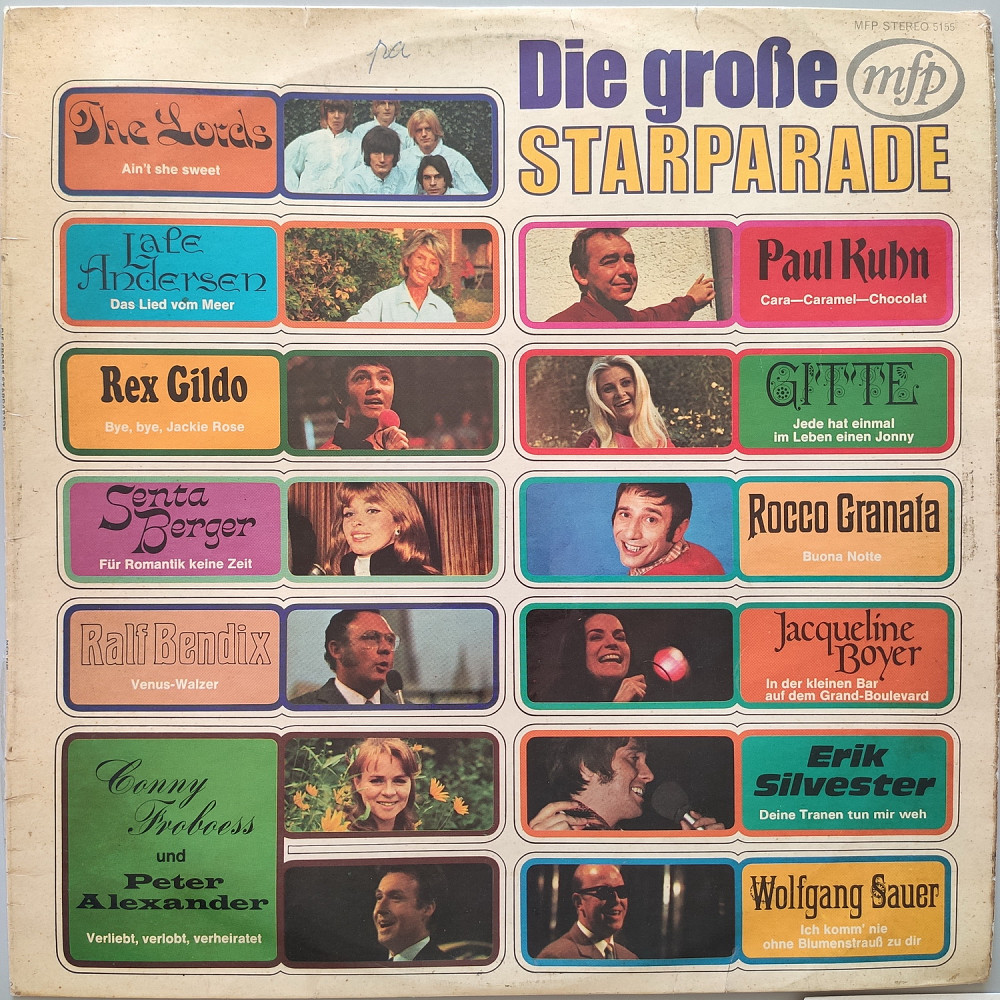 MFP STEREO 5155
pa
Die große
mfp
STARPARADE
The Lords
Ain't she sweet
Lale
Andersen
Das Lied vom Meer
Paul Kuhn
Cara—Caramel—Chocolat
Rex Gildo
Bye, bye, Jackie Rose
GITTE
Jede hat einmal
im Leben einen Jonny
Senta
Berger
Für Romantik keine Zeit
Rocco Granata
Buona Notte
Ralf Bendix
Venus-Walzer
Jacqueline
Boyer
In der kleinen Bar
auf dem Grand-Boulevard
Conny
Froboess
und
Peter
Alexander
Verliebt, verlobt, verheiratet
Erik
Silvester
Deine Tranen tun mir weh
Wolfgang Sauer
Ich komm' nie
ohne Blumenstrauß zu dir